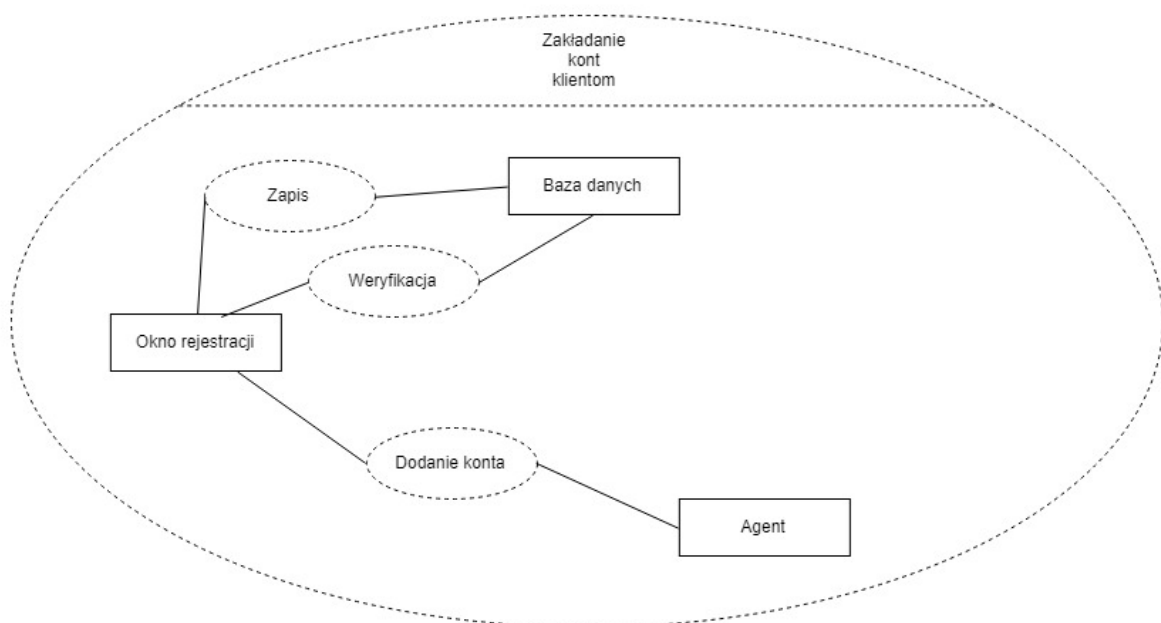 Zakładanie
kont
klientom
Zapis
Baza danych
Weryfikacja
Okno rejestracji
Dodanie konta
Agent